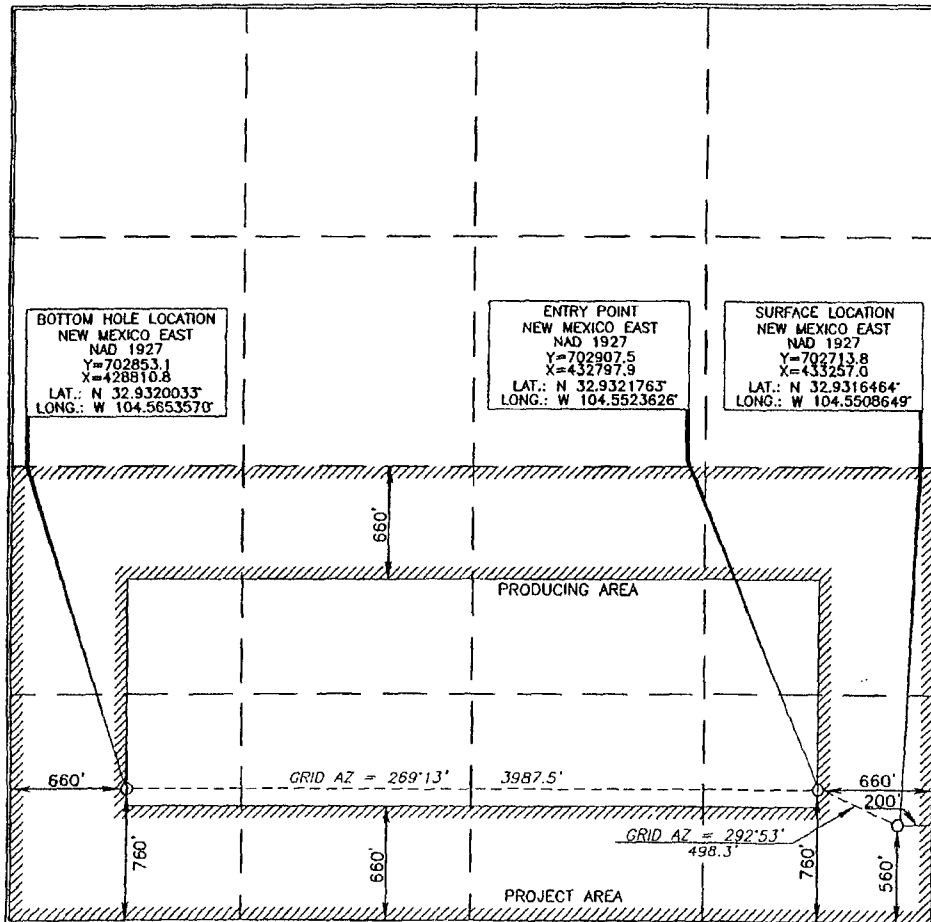 BOTTOM HOLE LOCATION
NEW MEXICO EAST
NAD 1927
Y=702853.1
X=428810.8
LAT.: N 32.9320033°
LONG.: W 104.5653570°
ENTRY POINT
NEW MEXICO EAST
NAD 1927
Y=702907.5
X=432797.9
LAT.: N 32.9321763°
LONG.: W 104.5523626°
SURFACE LOCATION
NEW MEXICO EAST
NAD 1927
Y=702713.8
X=433257.0
LAT.: N 32.9316464°
LONG.: W 104.5508649°
660'
PRODUCING AREA
660'
GRID AZ = 269°13' 3987.5'
660'
200'
GRID AZ = 292°53'
498.3'
760'
660'
760'
560'
PROJECT AREA